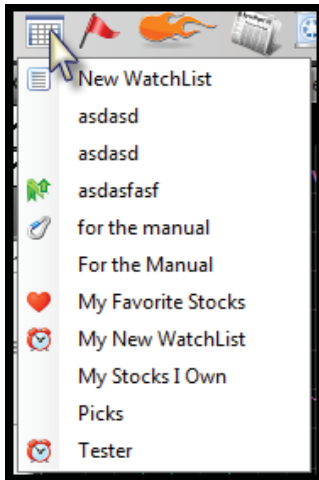 New WatchList
asdasd
asdasd
asdasfasf
for the manual
For the Manual
My Favorite Stocks
My New WatchList
My Stocks I Own
Picks
Tester